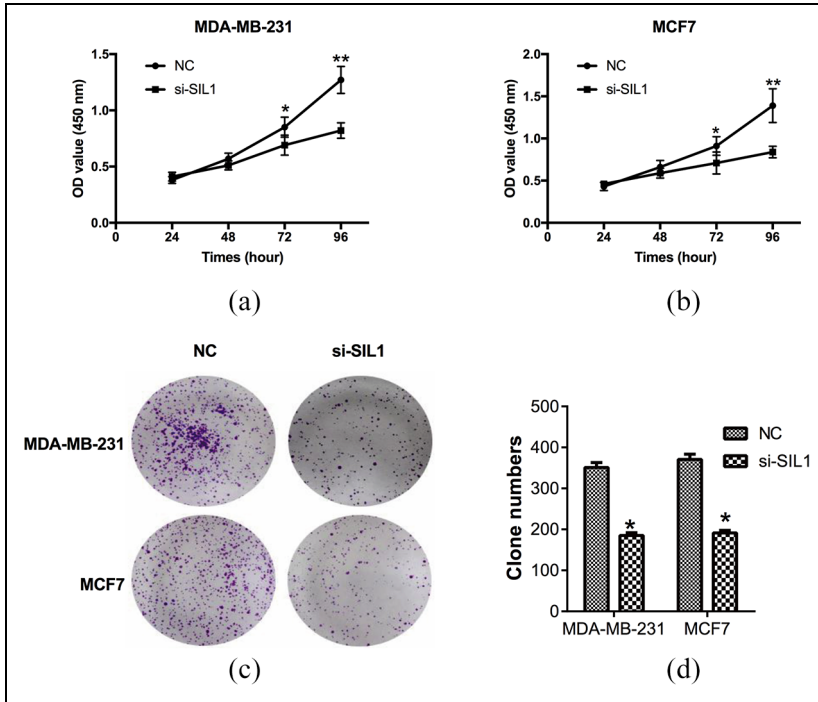 MDA-MB-231
1.5
NC
si-SIL1
**
1.0
*
OD value (450 nm)
0.5
0.0
0 24 48 72 96
Times (hour)
(a)
MCF7
2.0
NC
si-SIL1
**
1.5
*
OD value (450 nm)
1.0
0.5
0.0
0 24 48 72 96
Times (hour)
(b)
NC si-SIL1
MDA-MB-231
MCF7
(c)
500
NC
si-SIL1
400
300
Clone numbers
200
* *
100
0
MDA-MB-231 MCF7
(d)